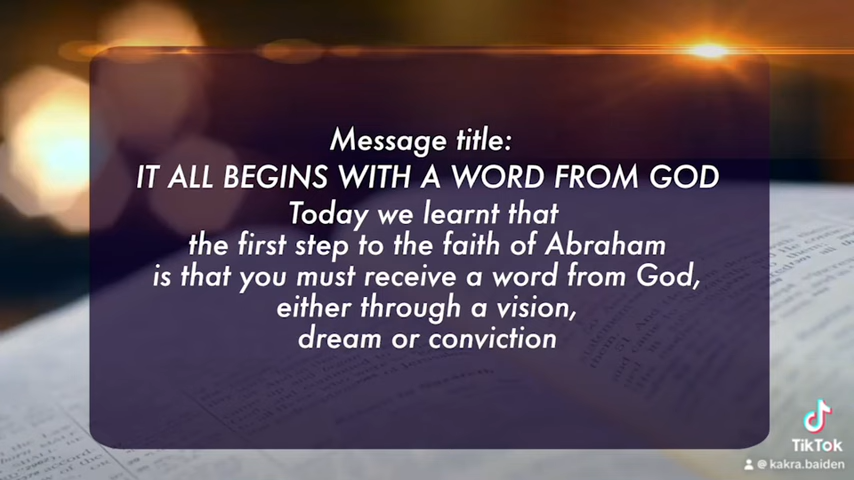 Message title:
IT ALL BEGINS WITH A WORD FROM GOD
Today we learnt that
the first step to the faith of Abraham
is that you must receive a word from God,
either through a vision,
dream or conviction
TikTok
@kakra.baiden